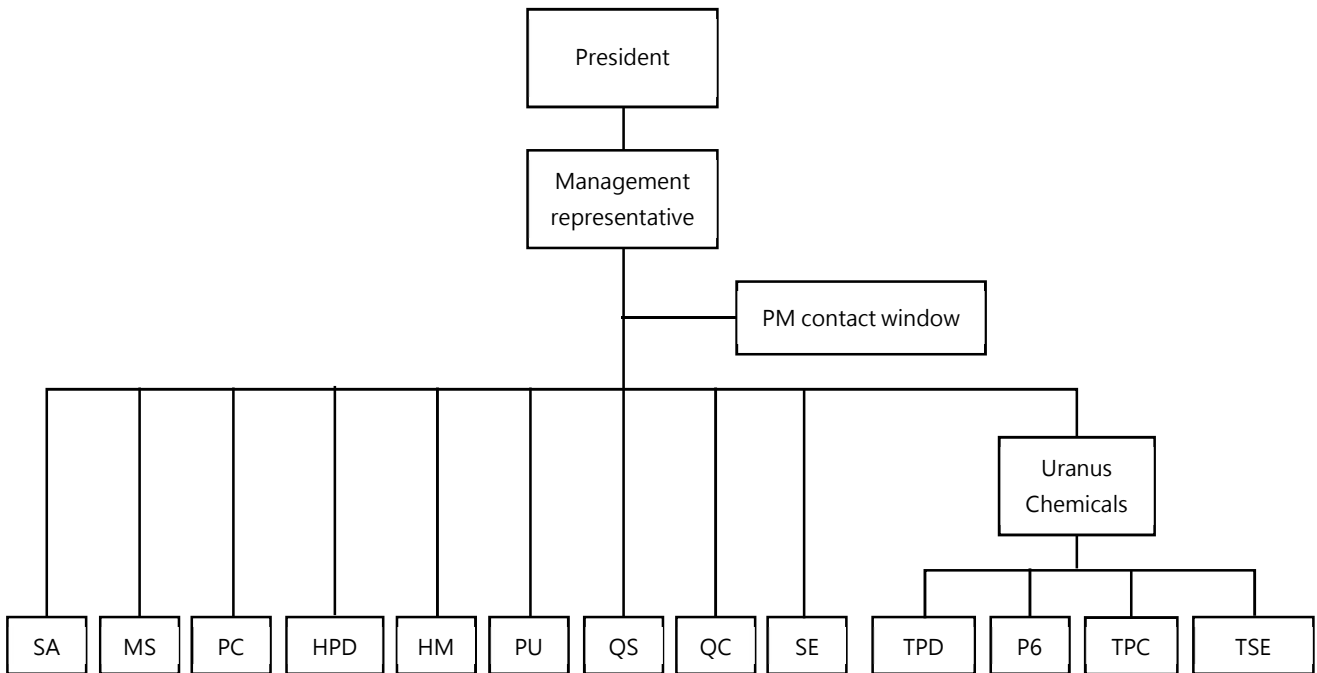 President
Management
representative
PM contact window
Uranus
Chemicals
SA
MS
PC
HPD
HM
PU
QS
QC
SE
TPD
P6
TPC
TSE